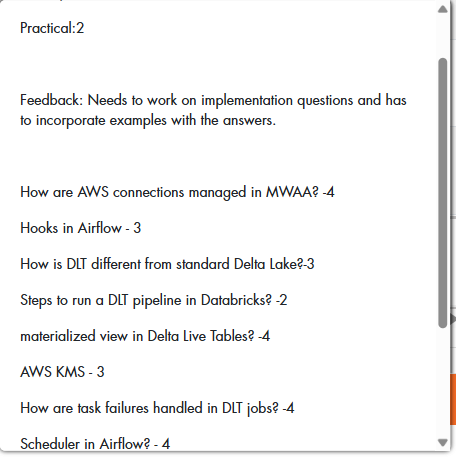 Practical:2
Feedback: Needs to work on implementation questions and has
to incorporate examples with the answers.
How are AWS connections managed in MWAA? -4
Hooks in Airflow - 3
How is DLT different from standard Delta Lake?-3
Steps to run a DLT pipeline in Databricks? -2
materialized view in Delta Live Tables? -4
AWS KMS - 3
How are task failures handled in DLT jobs? -4
Scheduler in Airflow? - 4